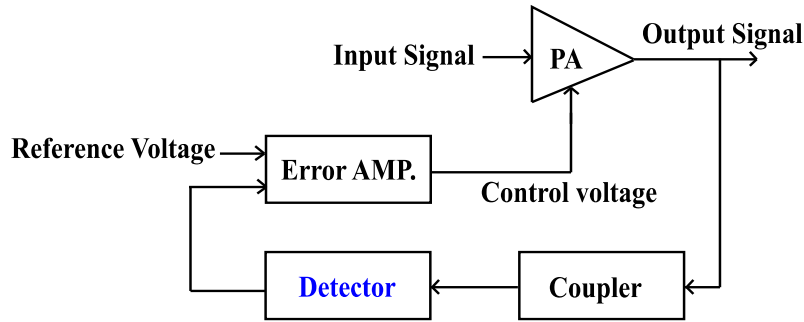 Output Signal
Input Signal
PA
Reference Voltage
Error AMP.
Control voltage
Detector
Coupler